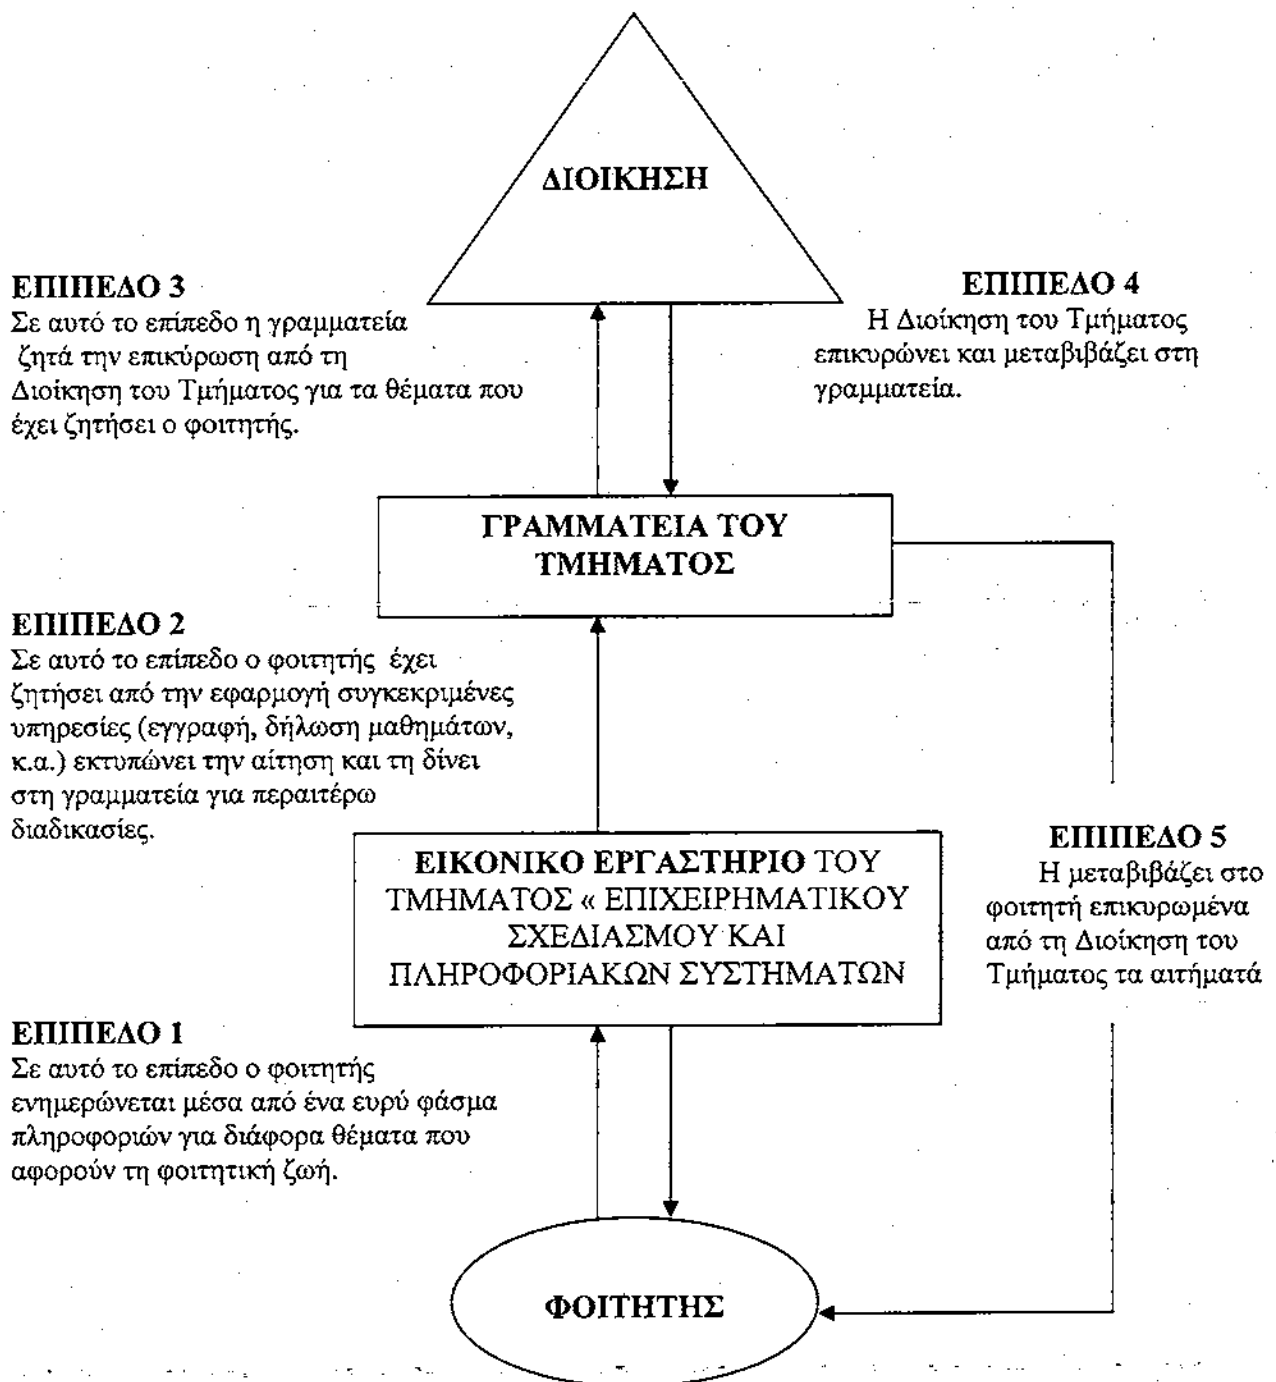 ΔΙΟΙΚΗΣΗ
ΕΠΙΠΕΔΟ 3
Σε αυτό το επίπεδο η γραμματεία
ζητά την επικύρωση από τη
Διοίκηση του Τμήματος για τα θέματα που
έχει ζητήσει ο φοιτητής.
ΕΠΙΠΕΔΟ 4
Η Διοίκηση του Τμήματος
επικυρώνει και μεταβιβάζει στη
γραμματεία.
ΓΡΑΜΜΑΤΕΙΑ ΤΟΥ
ΤΜΗΜΑΤΟΣ
ΕΠΙΠΕΔΟ 2
Σε αυτό το επίπεδο ο φοιτητής έχει
ζητήσει από την εφαρμογή συγκεκριμένες
υπηρεσίες (εγγραφή, δήλωση μαθημάτων,
κ.α.) εκτυπώνει την αίτηση και τη δίνει
στη γραμματεία για περαιτέρω
διαδικασίες.
ΕΙΚΟΝΙΚΟ ΕΡΓΑΣΤΗΡΙΟ ΤΟΥ
ΤΜΗΜΑΤΟΣ « ΕΠΙΧΕΙΡΗΜΑΤΙΚΟΥ
ΣΧΕΔΙΑΣΜΟΥ ΚΑΙ
ΠΛΗΡΟΦΟΡΙΑΚΩΝ ΣΥΣΤΗΜΑΤΩΝ
ΕΠΙΠΕΔΟ 5
Η μεταβιβάζει στο
φοιτητή επικυρωμένα
από τη Διοίκηση του
Τμήματος τα αιτήματά
ΕΠΙΠΕΔΟ 1
Σε αυτό το επίπεδο ο φοιτητής
ενημερώνεται μέσα από ένα ευρύ φάσμα
πληροφοριών για διάφορα θέματα που
αφορούν τη φοιτητική ζωή.
ΦΟΙΤΗΤΗΣ